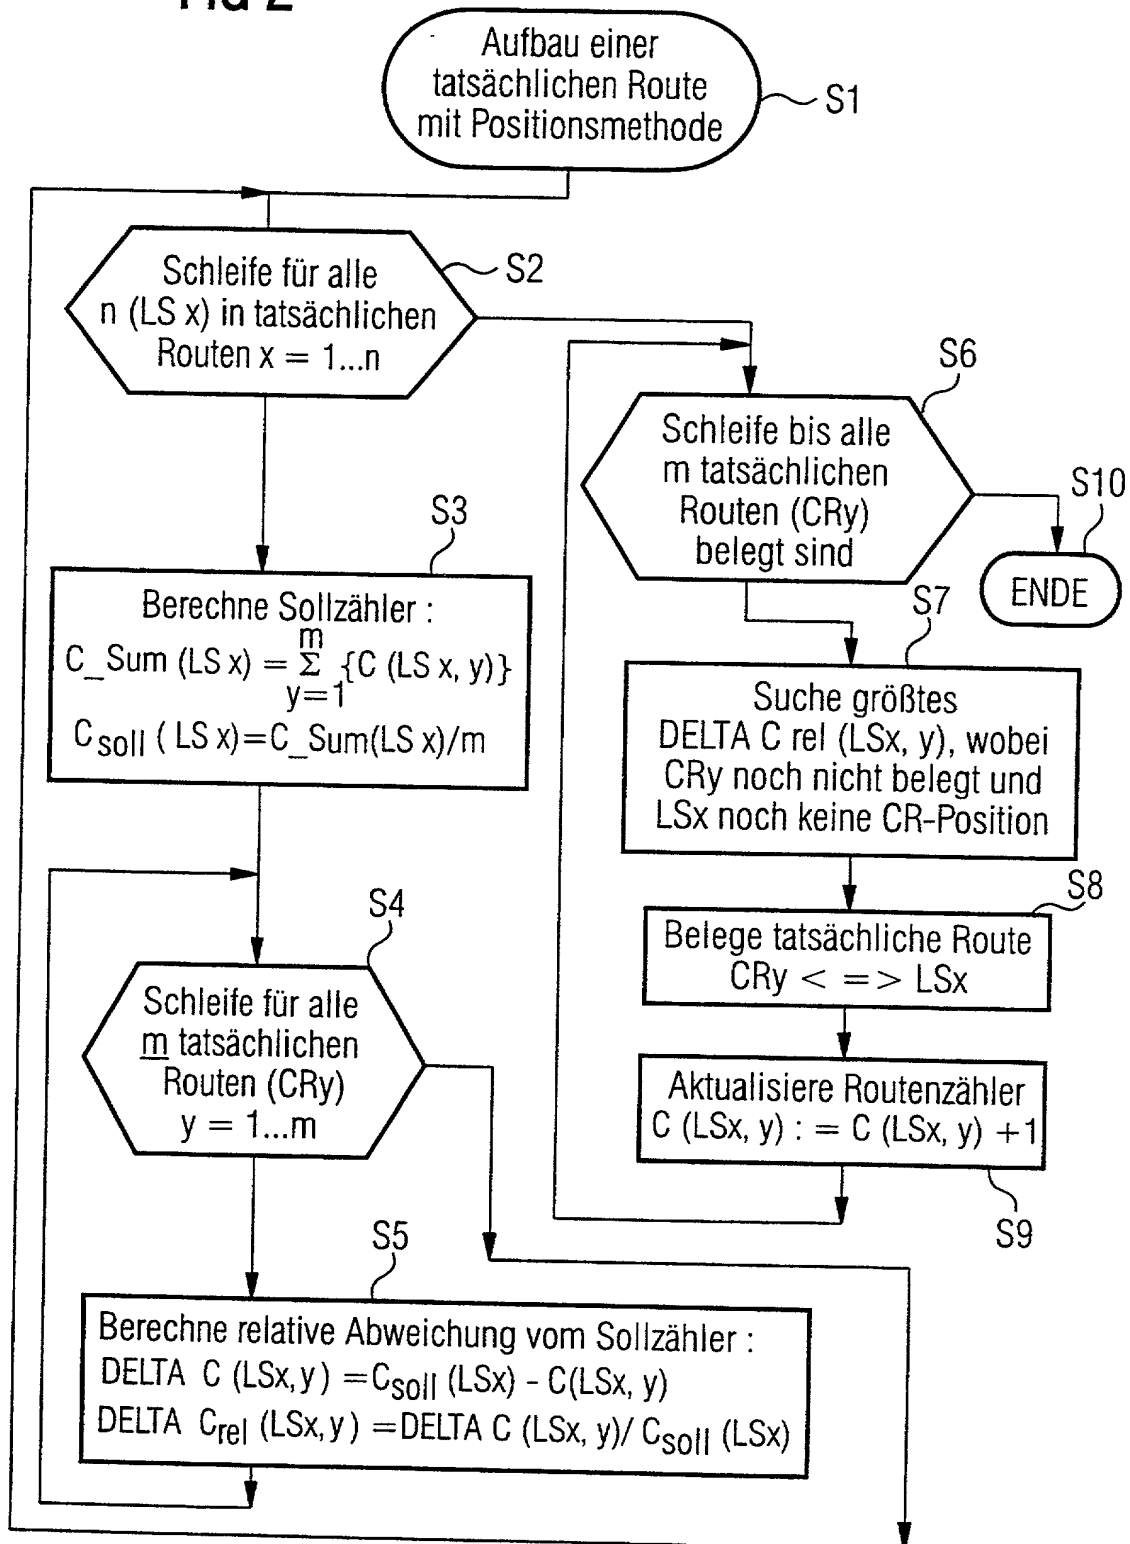 FIG 2
Aufbau einer
tatsächlichen Route
mit Positionsmethode
S1
Schleife für alle
n (LS x) in tatsächlichen
Routen x = 1...n
S2
S3
Berechne Sollzähler :
C_Sum (LS x) = m Σ y=1 {C (LS x, y)}
Csoll ( LS x)=C_Sum(LS x)/m
S4
Schleife für alle
m tatsächlichen
Routen (CRy)
y = 1...m
S5
Berechne relative Abweichung vom Sollzähler :
DELTA C (LSx, y) =Csoll (LSx) - C(LSx, y)
DELTA Crel (LSx, y) =DELTA C (LSx, y)/ Csoll (LSx)
S6
Schleife bis alle
m tatsächlichen
Routen (CRy)
belegt sind
S10
ENDE
S7
Suche größtes
DELTA C rel (LSx, y), wobei
CRy noch nicht belegt und
LSx noch keine CR-Position
S8
Belege tatsächliche Route
CRy < = > LSx
Aktualisiere Routenzähler
C (LSx, y) : = C (LSx, y) +1
S9